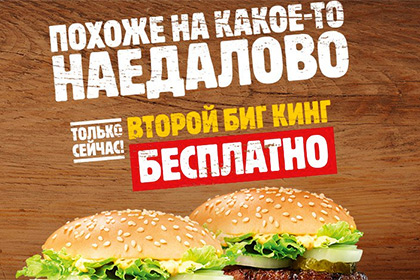 ПОХОЖЕ НА КАКОЕ-ТО
НАЕДАЛОВО
ТОЛЬКО
СЕЙЧАС!
ВТОРОЙ БИГ КИНГ
БЕСПЛАТНО